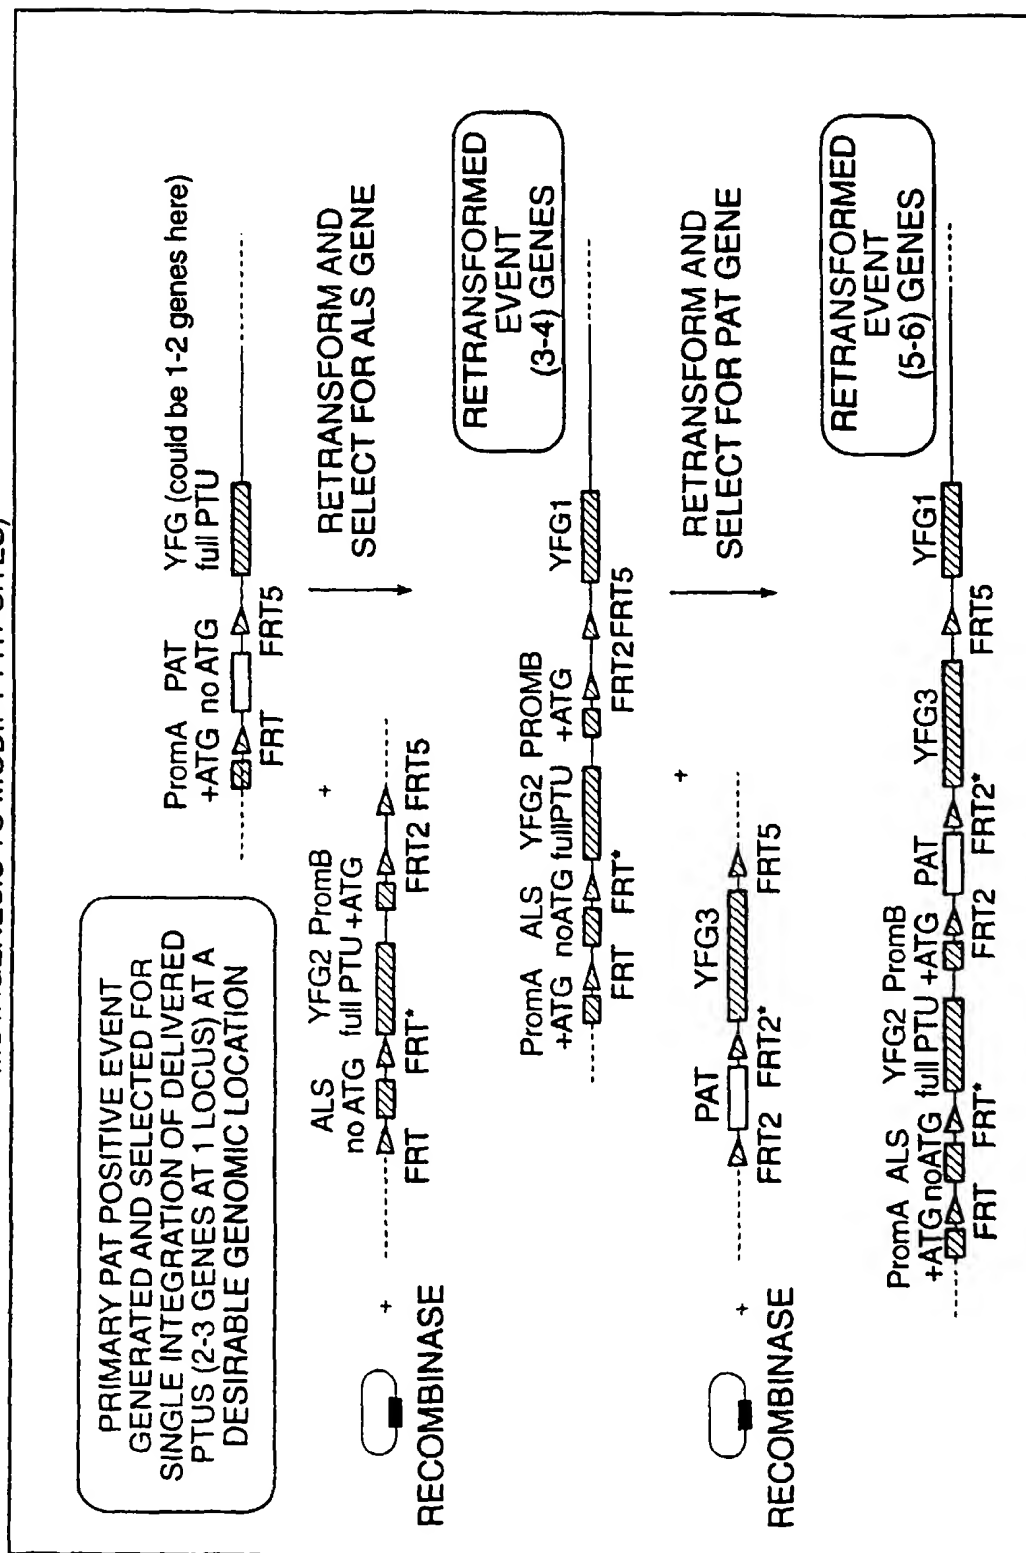 PRIMARY PAT POSITIVE EVENT
GENERATED AND SELECTED FOR
SINGLE INTEGRATION OF DELIVERED
PTUS (2-3 GENES AT 1 LOCUS) AT A
DESIRABLE GENOMIC LOCATION
PromA PAT YFG (could be 1-2 genes here)
+ATG no ATG full PTU
FRT FRT5
RETRANSFORM AND
SELECT FOR ALS GENE
RECOMBINASE
+
ALS YFG2 PromB
no ATG full PTU +ATG
+
FRT FRT* FRT2 FRT5
RETRANSFORMED
EVENT
(3-4) GENES
PromA ALS YFG2 PROMB YFG1
+ATG noATG fullPTU +ATG
FRT FRT* FRT2FRT5
RETRANSFORM AND
SELECT FOR PAT GENE
RECOMBINASE
+
PAT YFG3
+
FRT2 FRT2* FRT5
RETRANSFORMED
EVENT
(5-6) GENES
PromA ALS YFG2 PromB PAT YFG3 YFG1
+ATG noATG full PTU +ATG
FRT FRT* FRT2 FRT2* FRT5